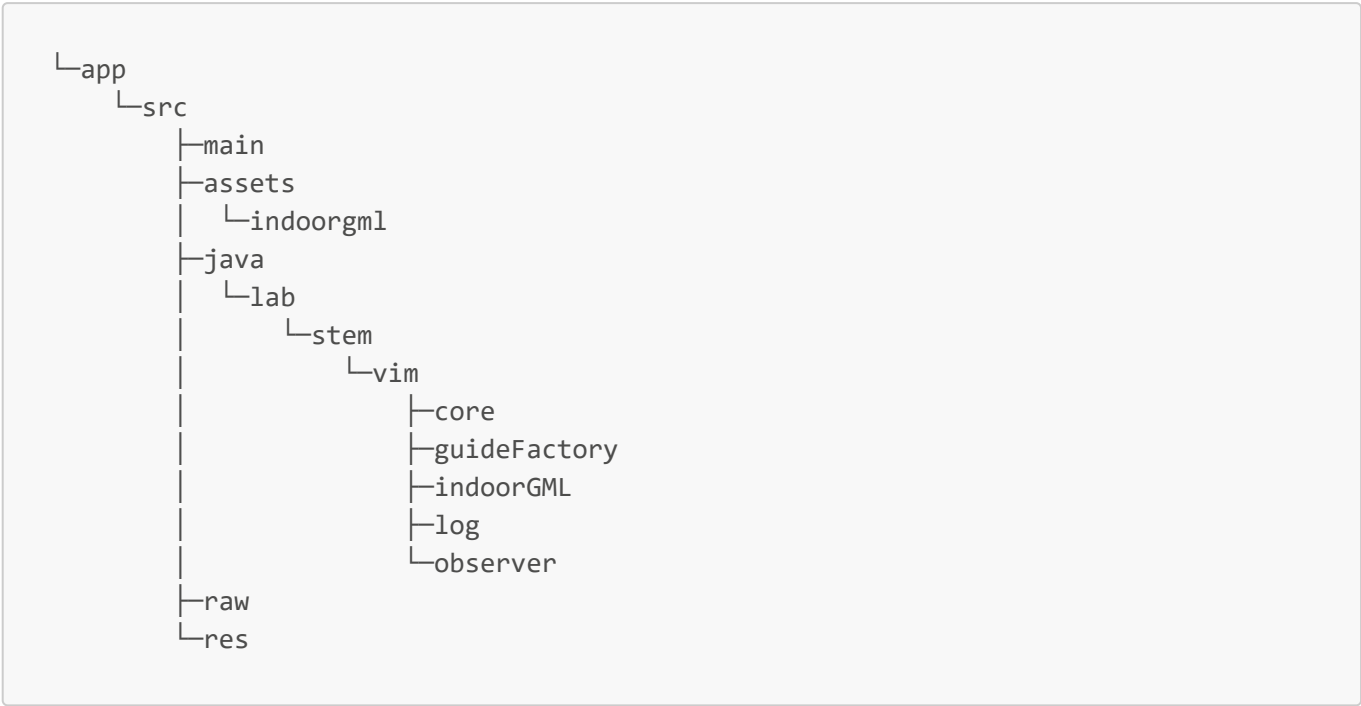 └─app
    └─src
        ├─main
        ├─assets
        │  └─indoorgml
        ├─java
        │  └─lab
        │      └─stem
        │          └─vim
        │              ├─core
        │              ├─guideFactory
        │              ├─indoorGML
        │              ├─log
        │              └─observer
        ├─raw
        └─res